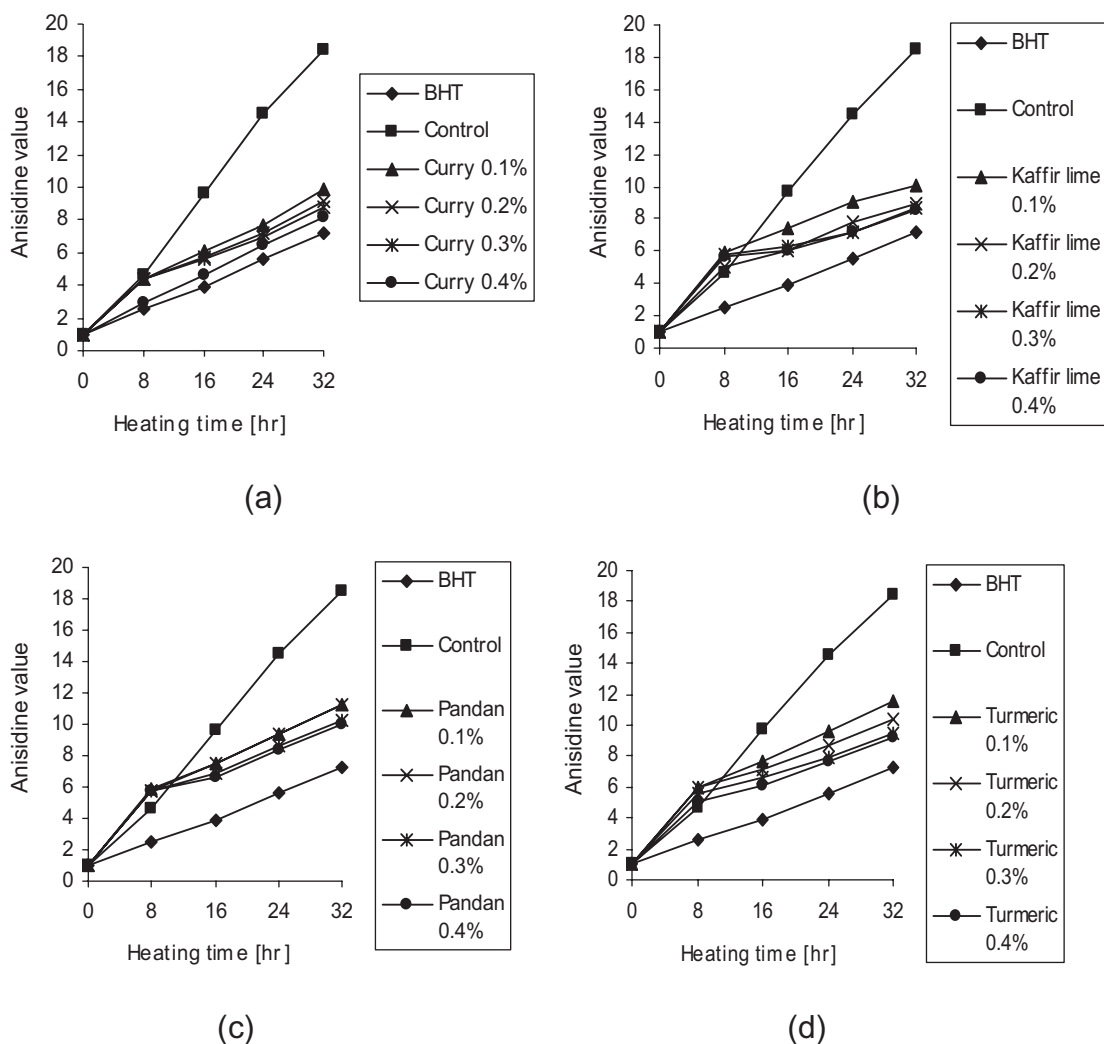 20
18
16
14
12
10
8
6
4
2
0
Anisidine value
0 8 16 24 32
Heating time [hr]
BHT
Control
Curry 0.1%
Curry 0.2%
Curry 0.3%
Curry 0.4%
(a)
20
18
16
14
12
10
8
6
4
2
0
Anisidine value
0 8 16 24 32
Heating time [hr]
BHT
Control
Kaffir lime
0.1%
Kaffir lime
0.2%
Kaffir lime
0.3%
Kaffir lime
0.4%
(b)
20
18
16
14
12
10
8
6
4
2
0
Anisidine value
0 8 16 24 32
Heating time [hr]
BHT
Control
Pandan
0.1%
Pandan
0.2%
Pandan
0.3%
Pandan
0.4%
(c)
20
18
16
14
12
10
8
6
4
2
0
Anisidine value
0 8 16 24 32
Heating time [hr]
BHT
Control
Turmeric
0.1%
Turmeric
0.2%
Turmeric
0.3%
Turmeric
0.4%
(d)